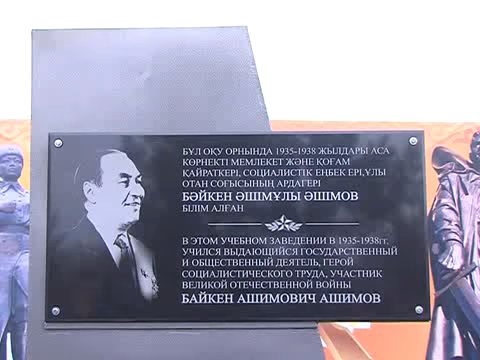 БҰЛ ОҚУ ОРНЫНДА 1935-1938 ЖЫЛДАРЫ АСА
КӨРНЕКТІ МЕМЛЕКЕТ ЖӘНЕ ҚОҒАМ
ҚАЙРАТКЕРІ, СОЦИАЛИСТІК ЕҢБЕК ЕРІ, ҰЛЫ
ОТАН СОҒЫСЫНЫҢ АРДАГЕРІ
БӘЙКЕН ӘШІМҰЛЫ ӘШІМОВ
БІЛІМ АЛҒАН
В ЭТОМ УЧЕБНОМ ЗАВЕДЕНИИ В 1935-1938гг.
УЧИЛСЯ ВЫДАЮЩИЙСЯ ГОСУДАРСТВЕННЫЙ
И ОБЩЕСТВЕННЫЙ ДЕЯТЕЛЬ, ГЕРОЙ
СОЦИАЛИСТИЧЕСКОГО ТРУДА, УЧАСТНИК
ВЕЛИКОЙ ОТЕЧЕСТВЕННОЙ ВОЙНЫ
БАЙКЕН АШИМОВИЧ АШИМОВ